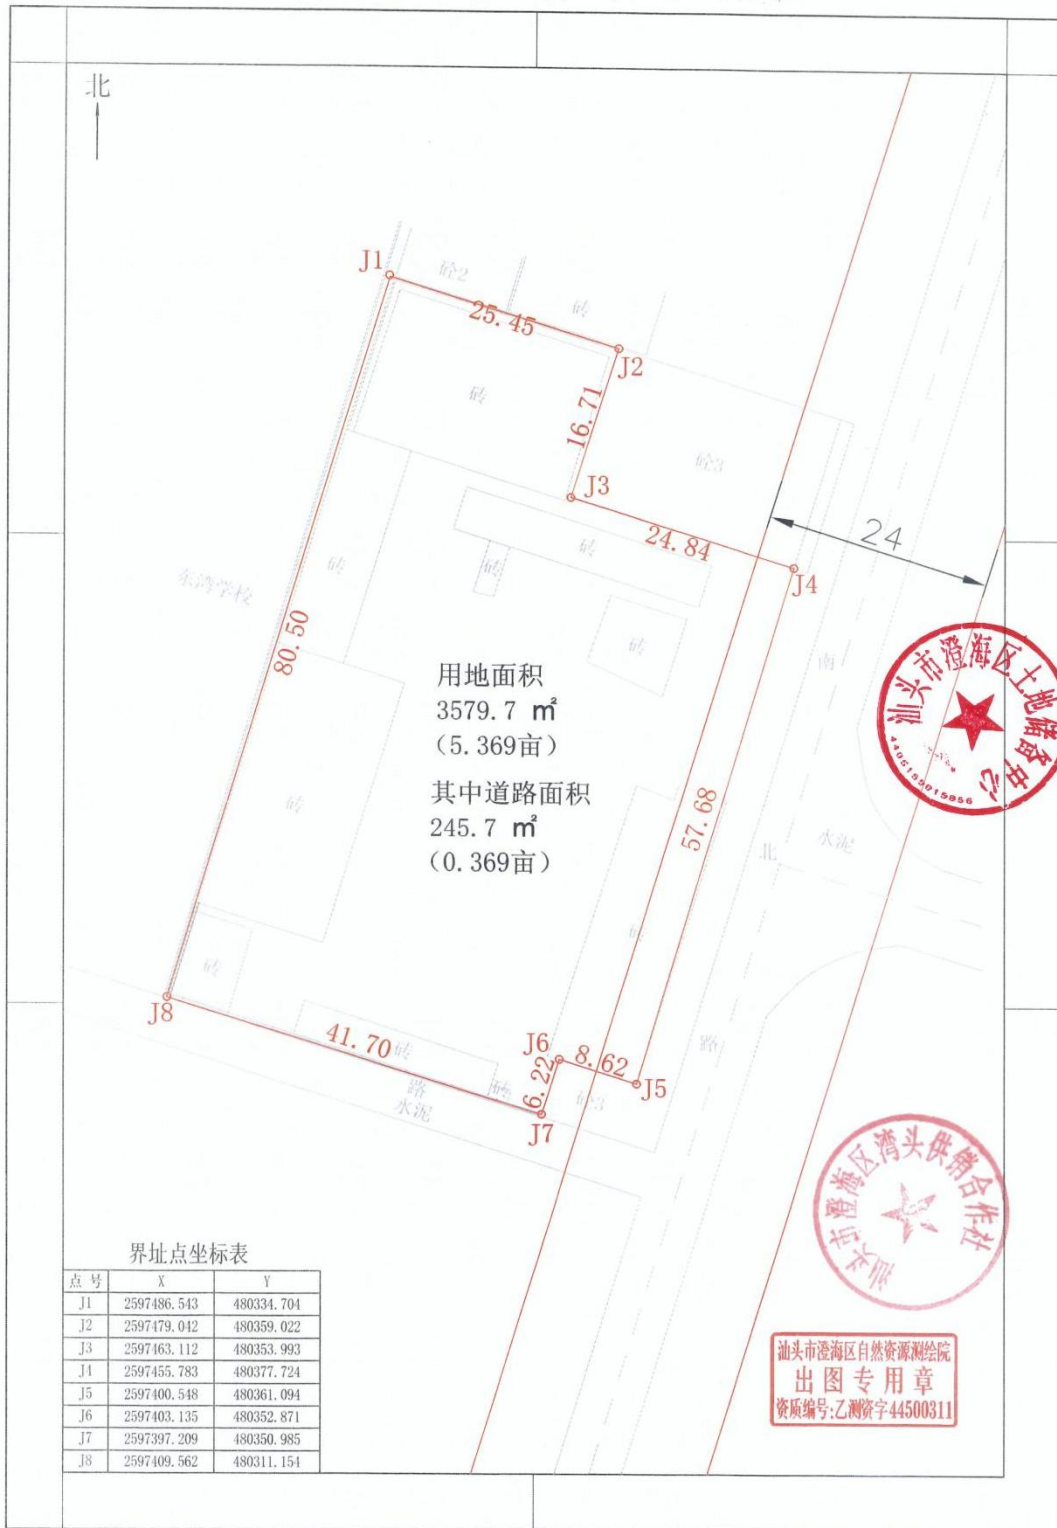 北
J1
砼2
砖
25.45
J2
砖
16.71
砼3
J3
24
砖
24.84
砖
砖
J4
东湾学校
砖
80.50
南
用地面积
3579.7 ㎡
(5.369亩)
其中道路面积
245.7 ㎡
(0.369亩)
汕头市澄海区土地储备中心
4405159015856
砖
57.68
水泥
北
砖
砖
J8
41.70
砖
路
水泥
砖
J6
8.62
6.22
J5
砼3
J7
路
汕头市澄海区湾头供销合作社
界址点坐标表
点号 X Y
J1 2597486.543 480334.704
J2 2597479.042 480359.022
J3 2597463.112 480353.993
J4 2597455.783 480377.724
J5 2597400.548 480361.094
J6 2597403.135 480352.871
J7 2597397.209 480350.985
J8 2597409.562 480311.154
汕头市澄海区自然资源测绘院
出图专用章
资质编号:乙测资字44500311